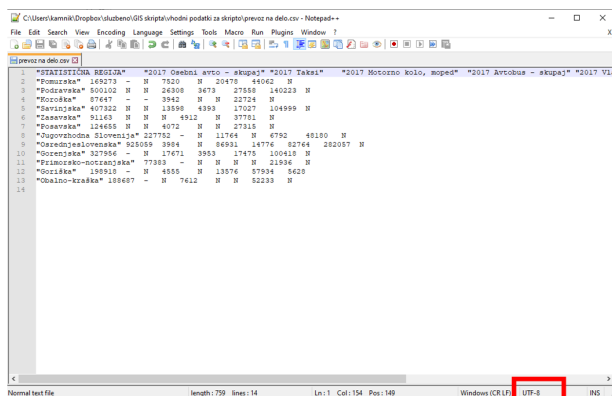 C:\Users\kamnik\Dropbox\sluzbeno\GIS skripta\vhodni podatki za skripto\prevoz na delo.csv - Notepad++
File Edit Search View Encoding Language Settings Tools Macro Run Plugins Window ? X
prevoz na delo.csv
1 "STATISTIČNA REGIJA" "2017 Osebni avto - skupaj" "2017 Taksi" "2017 Motorno kolo, moped" "2017 Avtobus - skupaj" "2017 Vl
2 "Pomurska" 169273 - N 7520 N 20478 44062 N
3 "Podravska" 500102 N N 26308 3673 27558 140223 N
4 "Koroška" 87647 - - 3942 N N 22724 N
5 "Savinjska" 407322 N N 13598 4393 17027 104999 N
6 "Zasavska" 91163 N N N 4912 N 37781 N
7 "Posavska" 124655 N N 4072 N N 27315 N
8 "Jugovzhodna Slovenija" 227752 - N 11764 N 6792 48180 N
9 "Osrednjeslovenska" 925059 3984 N 86931 14776 82764 282057 N
10 "Gorenjska" 327956 - N 17671 3953 17475 100418 N
11 "Primorsko-notranjska" 77383 - N N N N 21936 N
12 "Goriška" 198918 - N 4555 N 13576 57934 5628
13 "Obalno-kraška" 188687 - N 7612 N N 52233 N
14
Normal text file length : 759 lines : 14 Ln : 1 Col : 154 Pos : 149 Windows (CR LF) UTF-8 INS